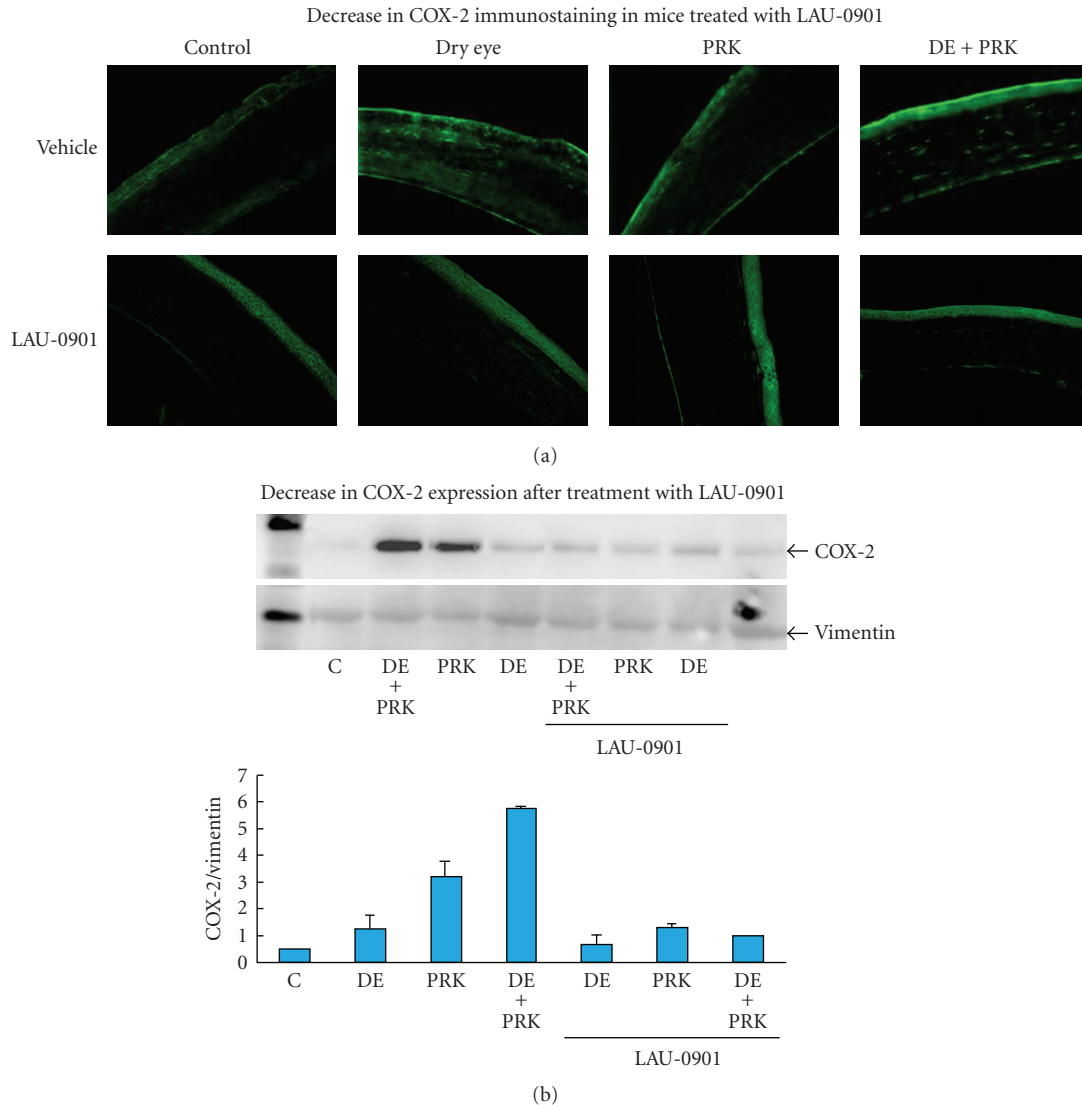 Decrease in COX-2 immunostaining in mice treated with LAU-0901
Control Dry eye PRK DE + PRK
Vehicle
LAU-0901
(a)
Decrease in COX-2 expression after treatment with LAU-0901
COX-2
Vimentin
C DE + PRK PRK DE DE + PRK PRK DE
LAU-0901
COX-2/vimentin
7
6
5
4
3
2
1
0
C DE PRK DE + PRK DE PRK DE + PRK
LAU-0901
(b)